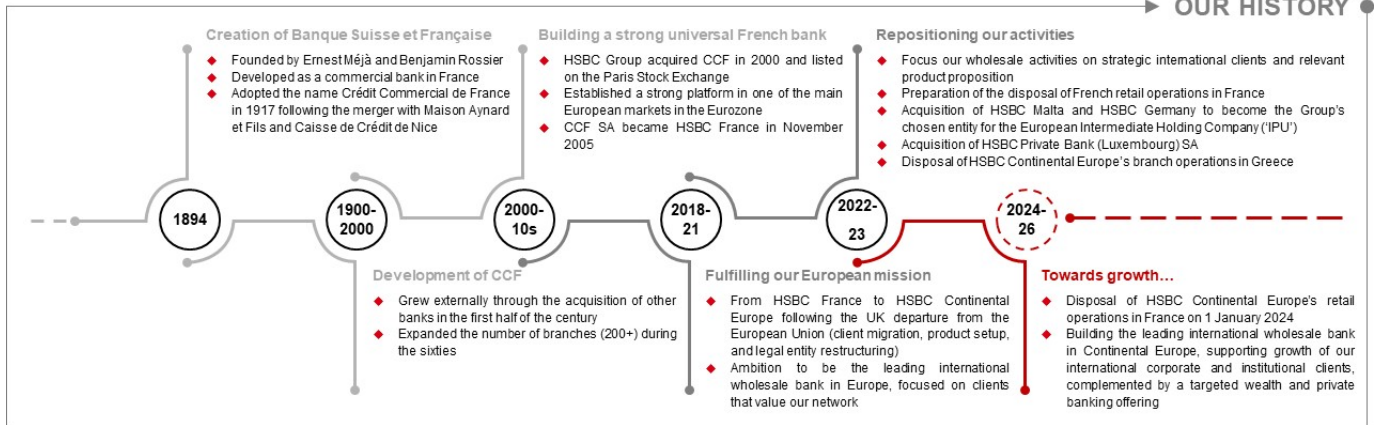 OUR HISTORY
Creation of Banque Suisse et Française
◆ Founded by Ernest Méjà and Benjamin Rossier
◆ Developed as a commercial bank in France
◆ Adopted the name Crédit Commercial de France
in 1917 following the merger with Maison Aynard
et Fils and Caisse de Crédit de Nice
Building a strong universal French bank
◆ HSBC Group acquired CCF in 2000 and listed
on the Paris Stock Exchange
◆ Established a strong platform in one of the main
European markets in the Eurozone
◆ CCF SA became HSBC France in November
2005
Repositioning our activities
◆ Focus our wholesale activities on strategic international clients and relevant
product proposition
◆ Preparation of the disposal of French retail operations in France
◆ Acquisition of HSBC Malta and HSBC Germany to become the Group's
chosen entity for the European Intermediate Holding Company ('IPU')
◆ Acquisition of HSBC Private Bank (Luxembourg) SA
◆ Disposal of HSBC Continental Europe's branch operations in Greece
1894
1900-
2000
2000-
10s
2018-
21
2022-
23
2024-
26
Development of CCF
◆ Grew externally through the acquisition of other
banks in the first half of the century
◆ Expanded the number of branches (200+) during
the sixties
Fulfilling our European mission
◆ From HSBC France to HSBC Continental
Europe following the UK departure from the
European Union (client migration, product setup,
and legal entity restructuring)
◆ Ambition to be the leading international
wholesale bank in Europe, focused on clients
that value our network
Towards growth…
◆ Disposal of HSBC Continental Europe's retail
operations in France on 1 January 2024
◆ Building the leading international wholesale bank
in Continental Europe, supporting growth of our
international corporate and institutional clients,
complemented by a targeted wealth and private
banking offering